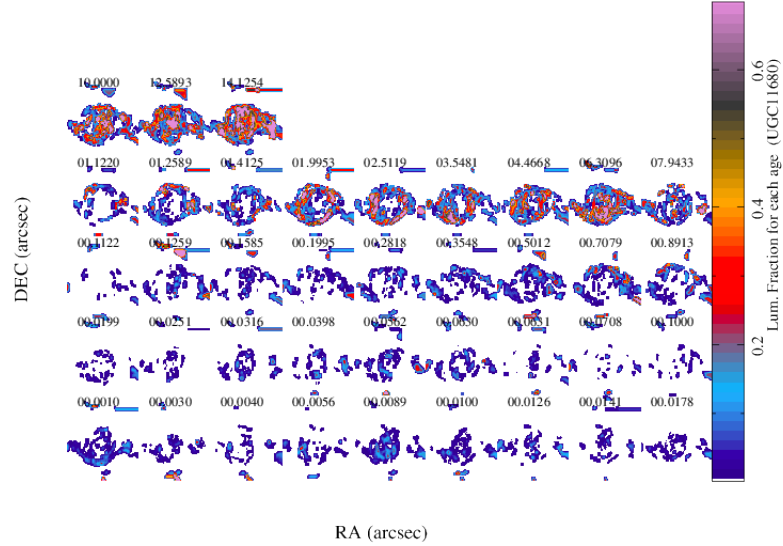 10.0000 12.5893 14.1254
01.1220 01.2589 01.4125 01.9953 02.5119 03.5481 04.4668 06.3096 07.9433
00.1122 00.1259 00.1585 00.1995 00.2818 00.3548 00.5012 00.7079 00.8913
00.0199 00.0251 00.0316 00.0398 00.0562 00.0631 00.0708 00.1000
00.0010 00.0030 00.0040 00.0056 00.0089 00.0100 00.0126 00.0141 00.0178
DEC (arcsec)
RA (arcsec)
0.2
0.4
0.6
Lum. Fraction for each age (UGC11680)